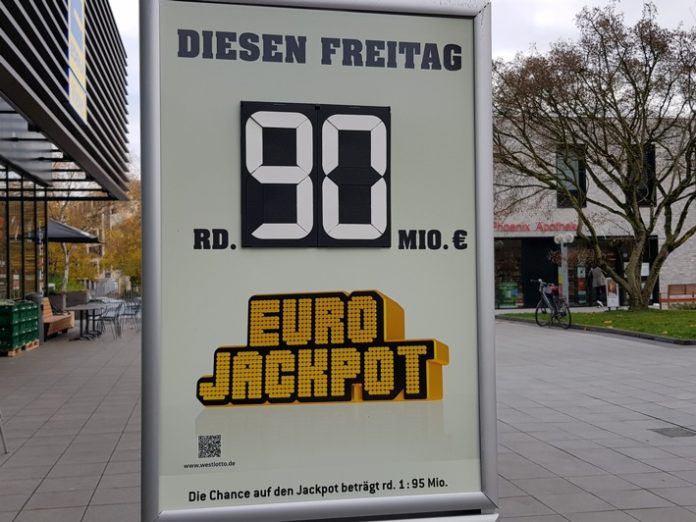 DIESEN FREITAG
90
RD. MIO. €
EURO
JACKPOT
www.westlotto.de
Die Chance auf den Jackpot beträgt rd. 1 : 95 Mio.
Phoenix Apotheke